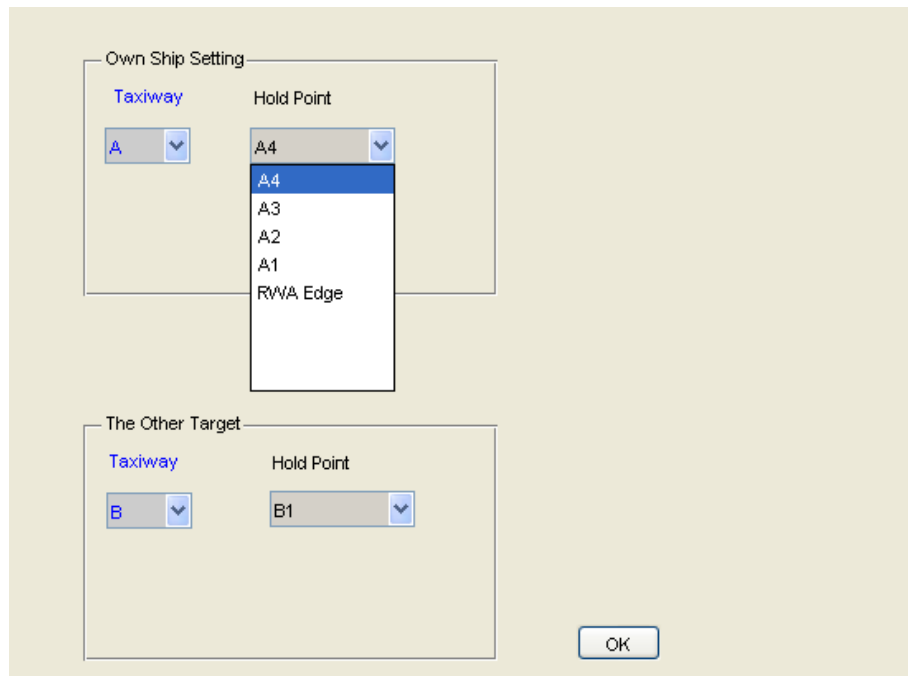 Own Ship Setting
Taxiway Hold Point
A A4
A4
A3
A2
A1
RWA Edge
The Other Target
Taxiway Hold Point
B B1
OK